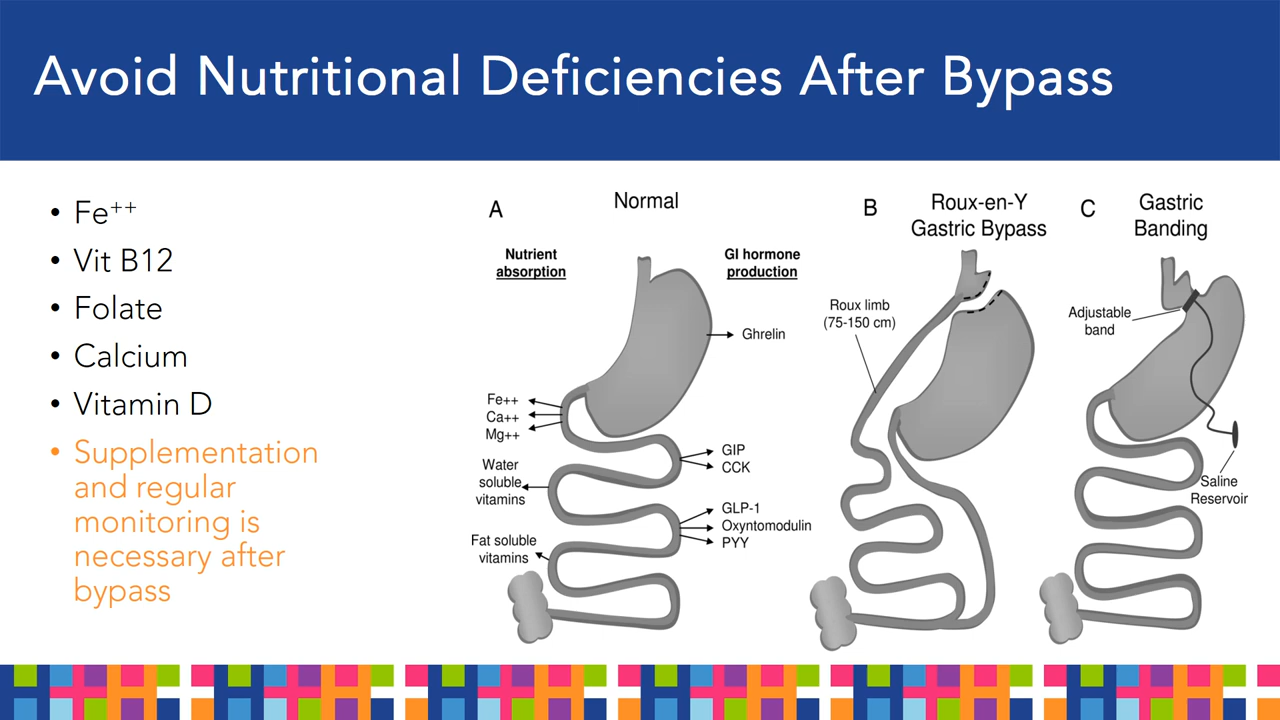 Avoid Nutritional Deficiencies After Bypass
• Fe++
• Vit B12
• Folate
• Calcium
• Vitamin D
• Supplementation
and regular
monitoring is
necessary after
bypass
A
Normal
Nutrient
absorption
GI hormone
production
Ghrelin
Fe++
Ca++
Mg++
GIP
CCK
Water
soluble
vitamins
GLP-1
Oxyntomodulin
PYY
Fat soluble
vitamins
B
Roux-en-Y
Gastric Bypass
Roux limb
(75-150 cm)
C
Gastric
Banding
Adjustable
band
Saline
Reservoir